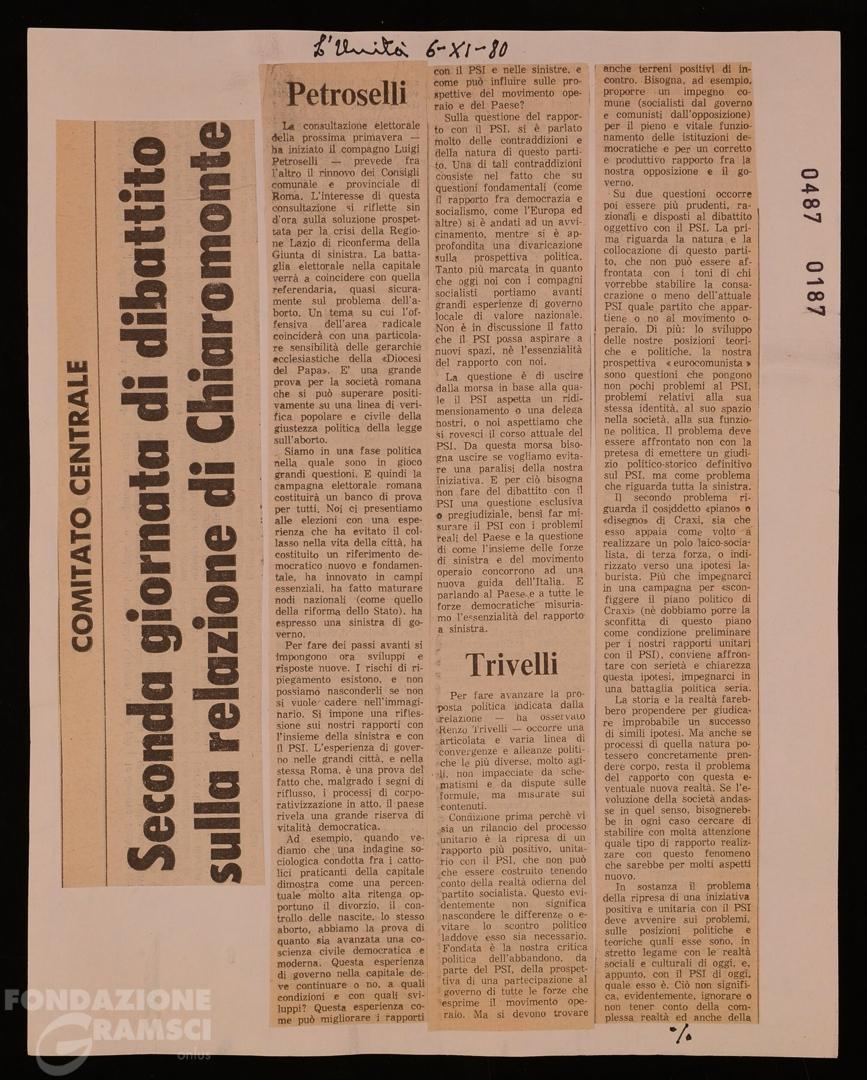 L'Unità 6-XI-80
COMITATO CENTRALE
Seconda giornata di dibattito
sulla relazione di Chiaromonte
Petroselli
La consultazione elettorale
della prossima primavera —
ha iniziato il compagno Luigi
Petroselli — prevede fra
l'altro il rinnovo dei Consigli
comunale e provinciale di
Roma. L'interesse di questa
consultazione si riflette sin
d'ora sulla soluzione prospet-
tata per la crisi della Regio-
ne Lazio di riconferma della
Giunta di sinistra. La batta-
glia elettorale nella capitale
verrà a coincidere con quella
referendaria, quasi sicura-
mente sul problema dell'a-
borto. Un tema su cui l'of-
fensiva dell'area radicale
coinciderà con una particola-
re sensibilità delle gerarchie
ecclesiastiche della «Diocesi
del Papa». E' una grande
prova per la società romana
che si può superare positi-
vamente su una linea di veri-
fica popolare e civile della
giustezza politica della legge
sull'aborto.
Siamo in una fase politica
nella quale sono in gioco
grandi questioni. E quindi la
campagna elettorale romana
costituirà un banco di prova
per tutti. Noi ci presentiamo
alle elezioni con una espe-
rienza che ha evitato il col-
lasso nella vita della città, ha
costituito un riferimento de-
mocratico nuovo e fondamen-
tale, ha innovato in campi
essenziali, ha fatto maturare
nodi nazionali (come quello
della riforma dello Stato), ha
espresso una sinistra di go-
verno.
Per fare dei passi avanti si
impongono ora sviluppi e
risposte nuove. I rischi di ri-
piegamento esistono, e non
possiamo nasconderli se non
si vuole cadere nell'immagi-
nario. Si impone una rifles-
sione sui nostri rapporti con
l'insieme della sinistra e con
il PSI. L'esperienza di gover-
no nelle grandi città, e nella
stessa Roma, è una prova del
fatto che, malgrado i segni di
riflusso, i processi di corpo-
rativizzazione in atto, il paese
rivela una grande riserva di
vitalità democratica.
Ad esempio, quando ve-
diamo che una indagine so-
ciologica condotta fra i catto-
lici praticanti della capitale
dimostra come una percen-
tuale molto alta ritenga op-
portuno il divorzio, il con-
trollo delle nascite, lo stesso
aborto, abbiamo la prova di
quanto sia avanzata una co-
scienza civile democratica e
moderna. Questa esperienza
di governo nella capitale de-
ve continuare o no, a quali
condizioni e con quali svi-
luppi? Questa esperienza co-
me può migliorare i rapporti
con il PSI e nelle sinistre, e
come può influire sulle pro-
spettive del movimento ope-
raio e del Paese?
Sulla questione del rappor-
to con il PSI, si è parlato
molto delle contraddizioni e
della natura di questo parti-
to. Una di tali contraddizioni
consiste nel fatto che su
questioni fondamentali (come
il rapporto fra democrazia e
socialismo, come l'Europa ed
altre) si è andati ad un avvi-
cinamento, mentre si è ap-
profondita una divaricazione
sulla prospettiva politica.
Tanto più marcata in quanto
che oggi noi con i compagni
socialisti portiamo avanti
grandi esperienze di governo
locale di valore nazionale.
Non è in discussione il fatto
che il PSI possa aspirare a
nuovi spazi, nè l'essenzialità
del rapporto con noi.
La questione è di uscire
dalla morsa in base alla qua-
le il PSI aspetta un ridi-
mensionamento o una delega
nostri, o noi aspettiamo che
si rovesci il corso attuale del
PSI. Da questa morsa bisogna
uscire se vogliamo evita-
re una paralisi della nostra
iniziativa. E per ciò bisogna
non fare del dibattito con il
PSI una questione esclusiva
o pregiudiziale, bensì far mi-
surare il PSI con i problemi
reali del Paese e la questione
di come l'insieme delle forze
di sinistra e del movimento
operaio concorrono ad una
nuova guida dell'Italia. E
parlando al Paese e a tutte le
forze democratiche misuria-
mo l'essenzialità del rapporto
a sinistra.
Trivelli
Per fare avanzare la pro-
posta politica indicata dalla
relazione — ha osservato
Renzo Trivelli — occorre una
articolata e varia linea di
convergenze e alleanze politi-
che le più diverse, molto agi-
li, non impacciate da sche-
matismi e da dispute sulle
formule, ma misurate sui
contenuti.
Condizione prima perchè vi
sia un rilancio del processo
unitario è la ripresa di un
rapporto più positivo, unita-
rio con il PSI, che non può
che essere costruito tenendo
conto della realtà odierna del
partito socialista. Questo evi-
dentemente non significa
nascondere le differenze o e-
vitare lo scontro politico
laddove esso sia necessario.
Fondata è la nostra critica
politica dell'abbandono, da
parte del PSI, della prospet-
tiva di una partecipazione al
governo di tutte le forze che
esprime il movimento ope-
raio. Ma si devono trovare
anche terreni positivi di in-
contro. Bisogna, ad esempio,
proporre un impegno co-
mune (socialisti dal governo
e comunisti dall'opposizione)
per il pieno e vitale funzio-
namento delle istituzioni de-
mocratiche e per un corretto
e produttivo rapporto fra la
nostra opposizione e il go-
verno.
Su due questioni occorre
poi essere più prudenti, ra-
zionali e disposti al dibattito
oggettivo con il PSI. La pri-
ma riguarda la natura e la
collocazione di questo parti-
to, che non può essere af-
frontata con i toni di chi
vorrebbe stabilire la consa-
crazione o meno dell'attuale
PSI quale partito che appar-
tiene o no al movimento o-
peraio. Di più: lo sviluppo
delle nostre posizioni teori-
che e politiche, la nostra
prospettiva «eurocomunista»
sono questioni che pongono
non pochi problemi al PSI,
problemi relativi alla sua
stessa identità, al suo spazio
nella società, alla sua funzio-
ne politica. Il problema deve
essere affrontato non con la
pretesa di emettere un giudi-
zio politico-storico definitivo
sul PSI, ma come problema
che riguarda tutta la sinistra.
Il secondo problema ri-
guarda il cosiddetto «piano» o
«disegno» di Craxi, sia che
esso appaia come volto a
realizzare un polo laico-socia-
lista, di terza forza, o indi-
rizzato verso una ipotesi la-
burista. Più che impegnarci
in una campagna per «scon-
figgere il piano politico di
Craxi» (nè dobbiamo porre la
sconfitta di questo piano
come condizione preliminare
per i nostri rapporti unitari
con il PSI), conviene affron-
tare con serietà e chiarezza
questa ipotesi, impegnarci in
una battaglia politica seria.
La storia e la realtà fareb-
bero propendere per giudica-
re improbabile un successo
di simili ipotesi. Ma anche se
processi di quella natura po-
tessero concretamente pren-
dere corpo, resta il problema
del rapporto con questa e-
ventuale nuova realtà. Se l'e-
voluzione della società andas-
se in quel senso, bisognereb-
be in ogni caso cercare di
stabilire con molta attenzione
quale tipo di rapporto realiz-
zare con questo fenomeno
che sarebbe per molti aspetti
nuovo.
In sostanza il problema
della ripresa di una iniziativa
positiva e unitaria con il PSI
deve avvenire sui problemi,
sulle posizioni politiche e
teoriche quali esse sono, in
stretto legame con le realtà
sociali e culturali di oggi, e,
appunto, con il PSI di oggi,
quale esso è. Ciò non signifi-
ca, evidentemente, ignorare o
non tener conto della com-
plessa realtà ed anche della
%
0487 0187
FONDAZIONE
GRAMSCI
onlus